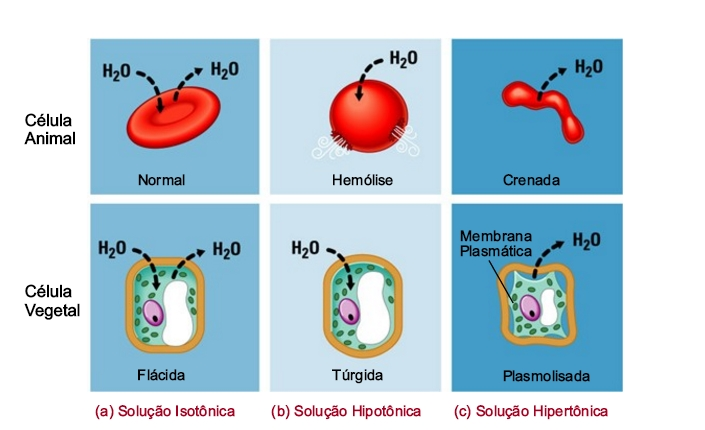 H₂O H₂O
H₂O
H₂O
Célula
Animal
Normal
Hemólise
Crenada
H₂O H₂O
H₂O
Membrana
Plasmática
H₂O
Célula
Vegetal
Flácida
Túrgida
Plasmolisada
(a) Solução Isotônica
(b) Solução Hipotônica
(c) Solução Hipertônica